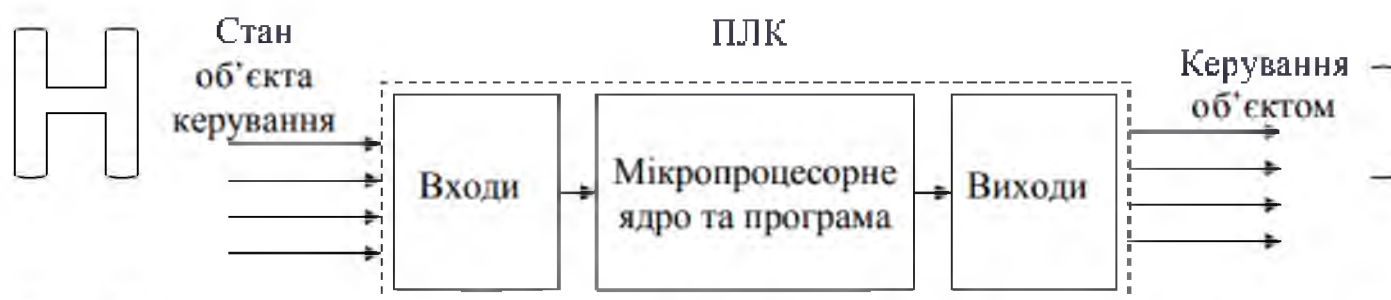 Н
Стан
об’єкта
керування
ПЛК
Входи
Мікропроцесорне
ядро та програма
Виходи
Керування
об’єктом